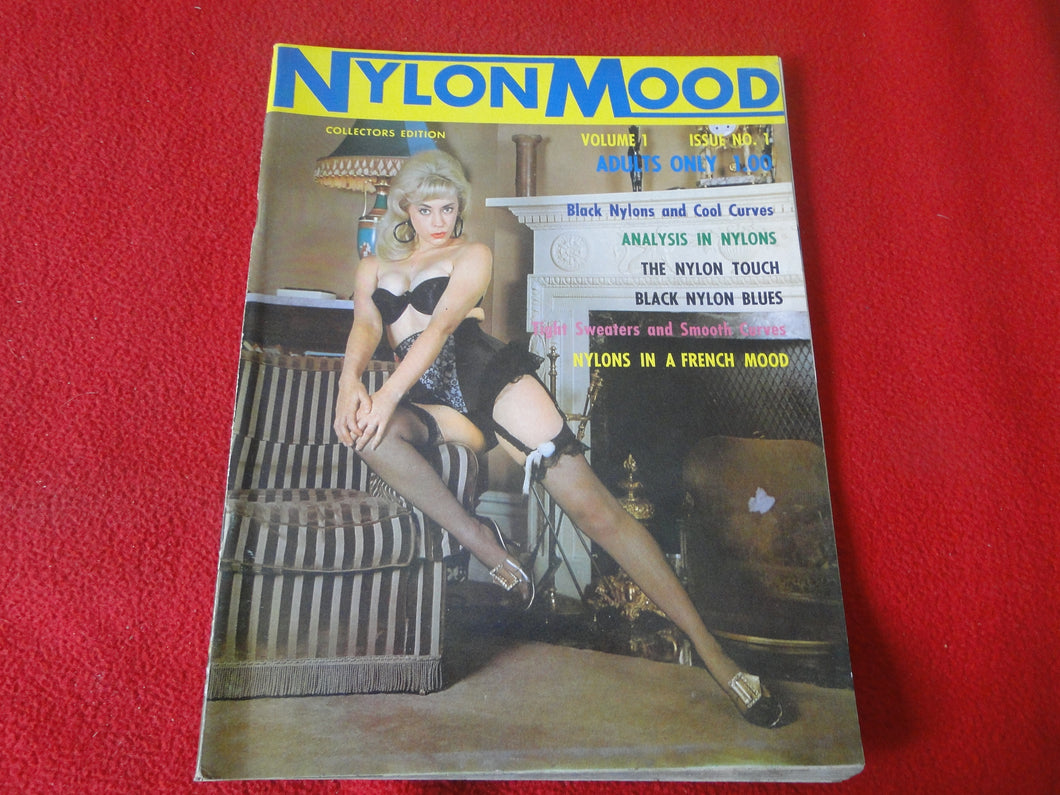 NYLON MOOD
COLLECTORS EDITION
VOLUME 1 ISSUE NO. 1
ADULTS ONLY 1.00
Black Nylons and Cool Curves
ANALYSIS IN NYLONS
THE NYLON TOUCH
BLACK NYLON BLUES
Tight Sweaters and Smooth Curves
NYLONS IN A FRENCH MOOD